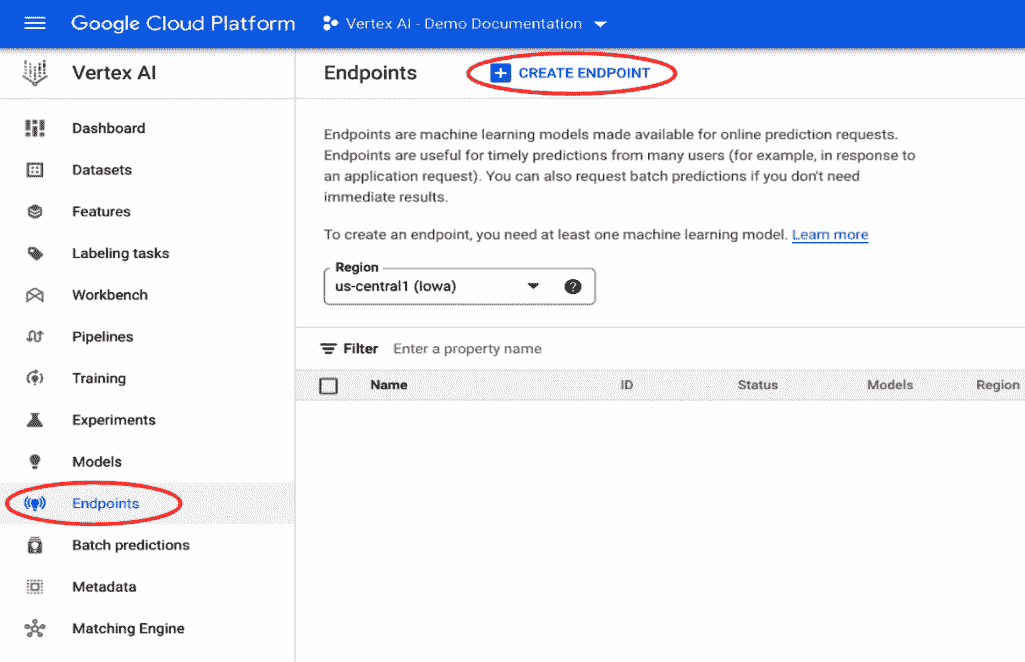 Google Cloud Platform
Vertex AI - Demo Documentation
Vertex AI
Dashboard
Datasets
Features
Labeling tasks
Workbench
Pipelines
Training
Experiments
Models
Endpoints
Batch predictions
Metadata
Matching Engine
Endpoints
CREATE ENDPOINT
Endpoints are machine learning models made available for online prediction requests.
Endpoints are useful for timely predictions from many users (for example, in response to
an application request). You can also request batch predictions if you don't need
immediate results.
To create an endpoint, you need at least one machine learning model. Learn more
Region
us-central1 (Iowa)
?
Filter Enter a property name
Name ID Status Models Region